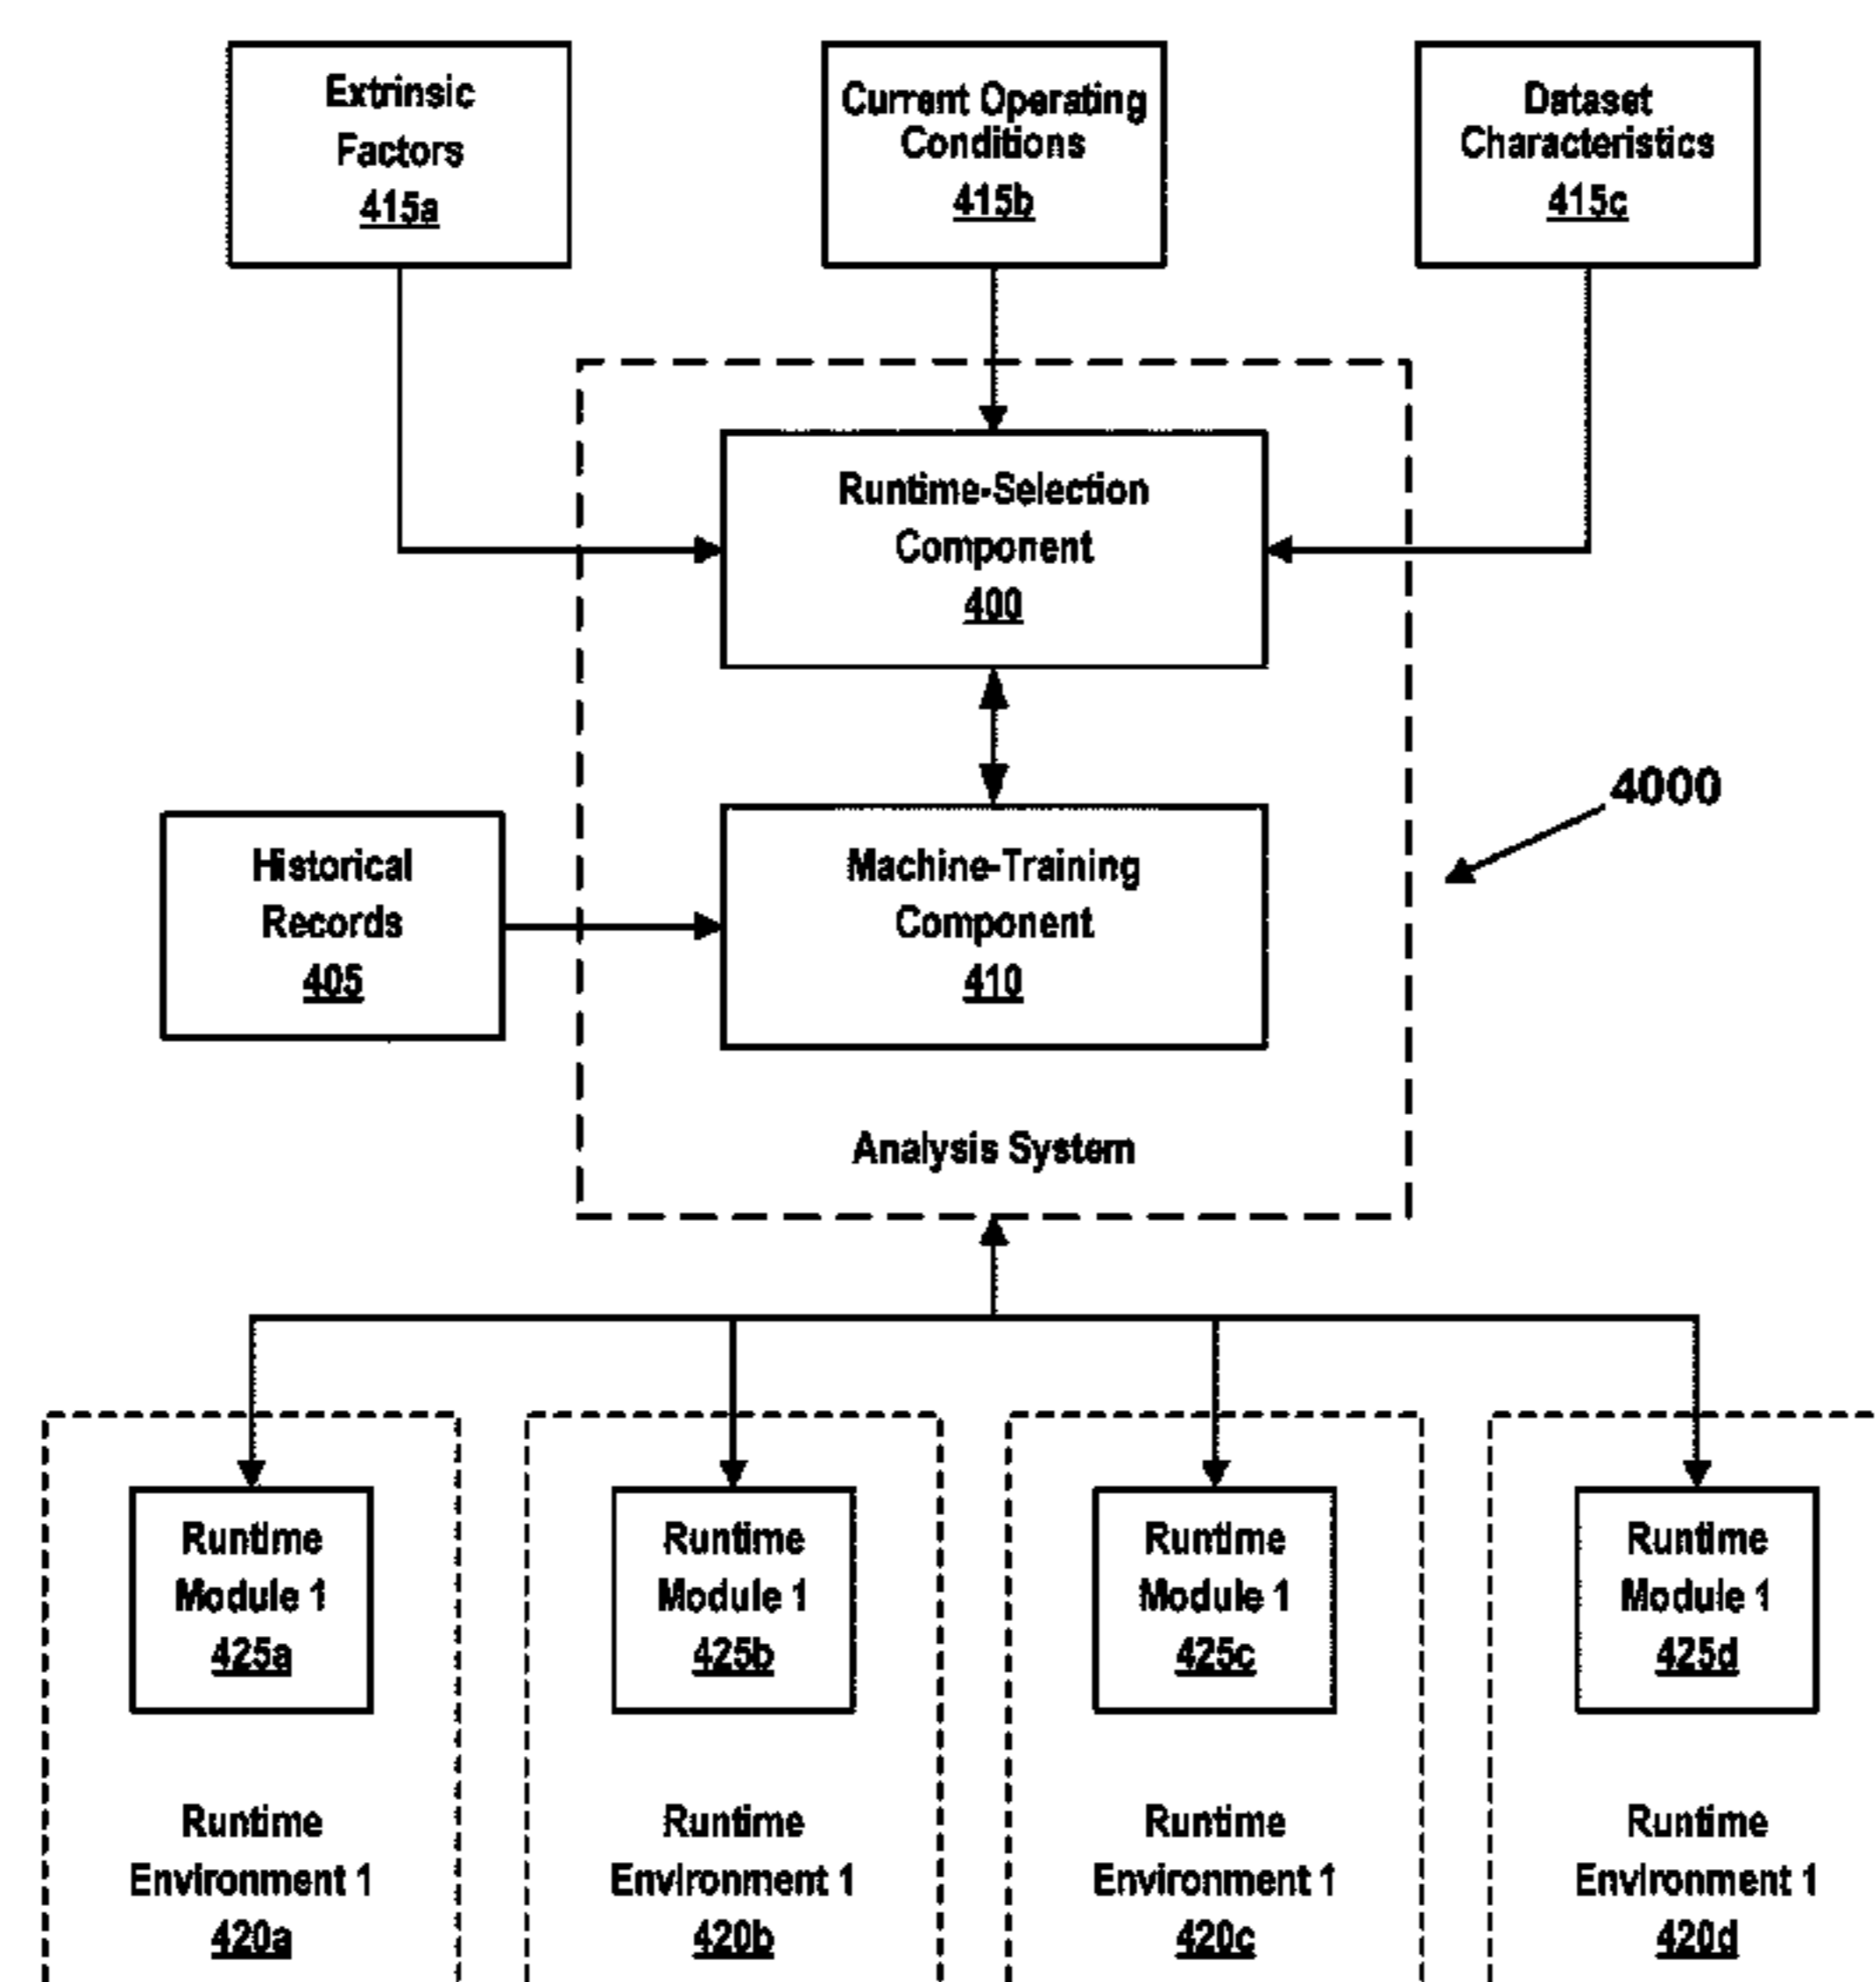 Extrinsic
Factors
415a
Current Operating
Conditions
415b
Dataset
Characteristics
415c
Runtime-Selection
Component
400
4000
Historical
Records
405
Machine-Training
Component
410
Analysis System
Runtime
Module 1
425a
Runtime
Module 1
425b
Runtime
Module 1
425c
Runtime
Module 1
425d
Runtime
Environment 1
420a
Runtime
Environment 1
420b
Runtime
Environment 1
420c
Runtime
Environment 1
420d